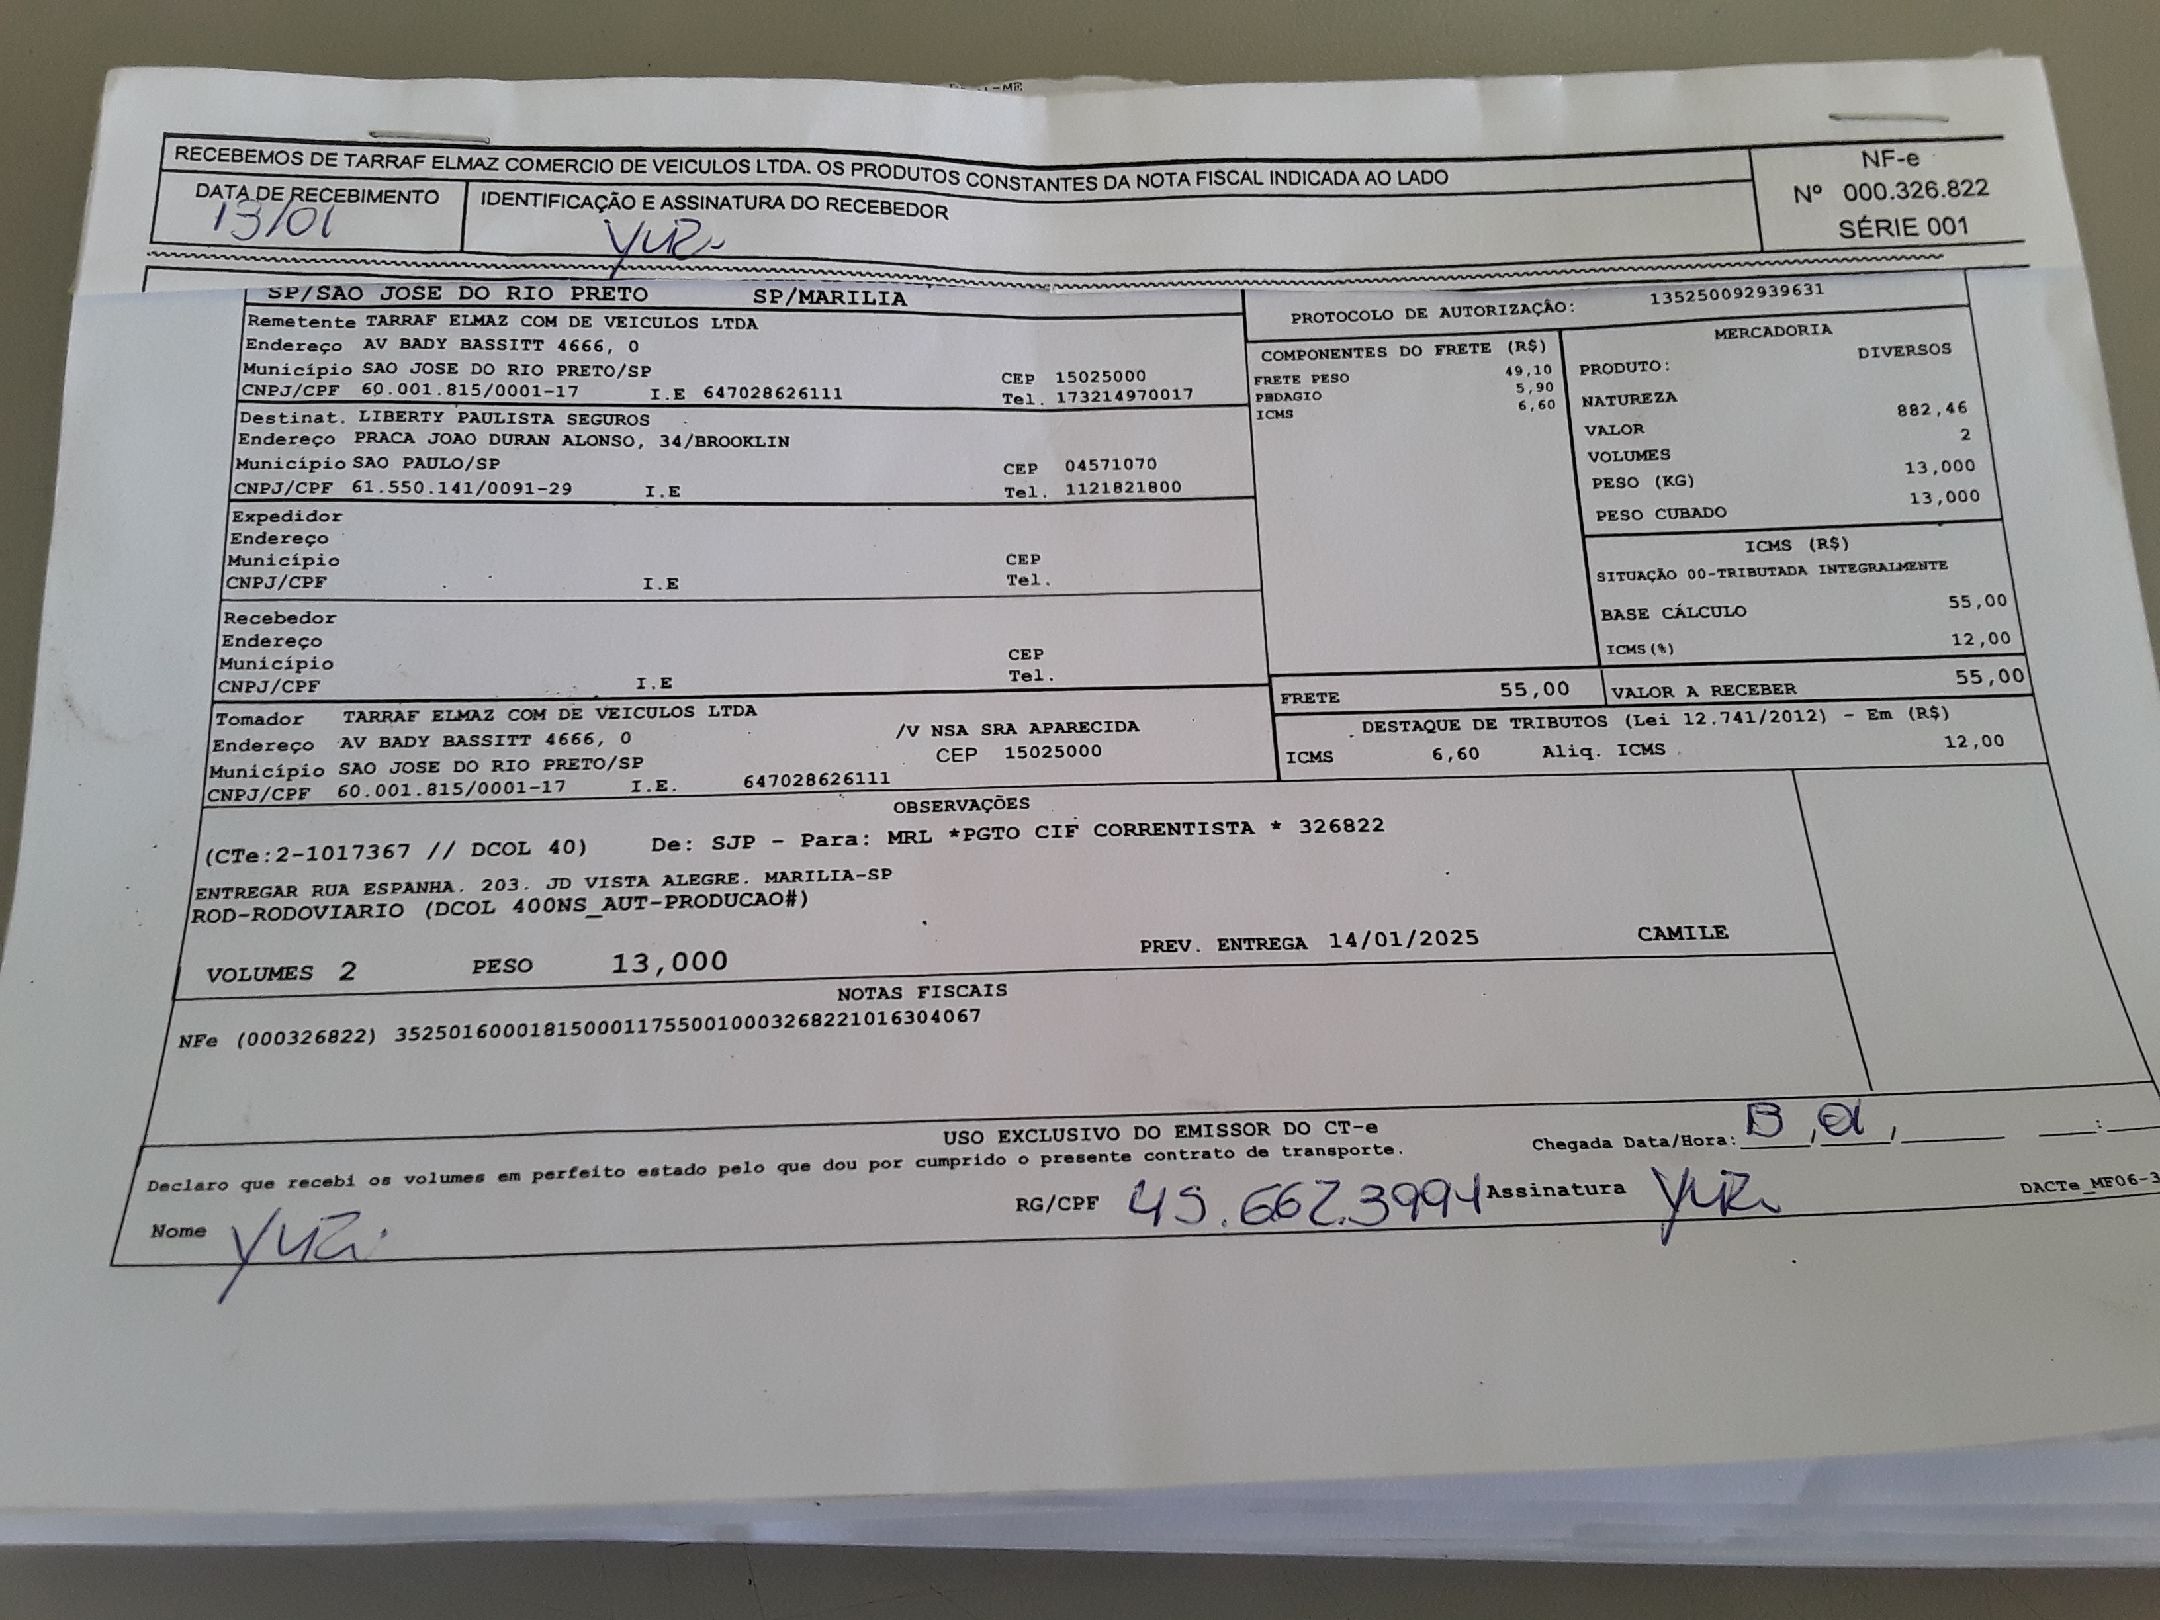 RECEBEMOS DE TARRAF ELMAZ COMERCIO DE VEICULOS LTDA. OS PRODUTOS CONSTANTES DA NOTA FISCAL INDICADA AO LADO
NF-e
Nº 000.326.822
SÉRIE 001
DATA DE RECEBIMENTO
13/01
IDENTIFICAÇÃO E ASSINATURA DO RECEBEDOR
YURi
SP/SAO JOSE DO RIO PRETO SP/MARILIA
Remetente TARRAF ELMAZ COM DE VEICULOS LTDA
Endereço AV BADY BASSITT 4666, 0
Município SAO JOSE DO RIO PRETO/SP CEP 15025000
CNPJ/CPF 60.001.815/0001-17 I.E 647028626111 Tel. 173214970017
Destinat. LIBERTY PAULISTA SEGUROS
Endereço PRACA JOAO DURAN ALONSO, 34/BROOKLIN
Município SAO PAULO/SP CEP 04571070
CNPJ/CPF 61.550.141/0091-29 I.E Tel. 1121821800
Expedidor
Endereço
Município CEP
CNPJ/CPF I.E Tel.
Recebedor
Endereço
Município CEP
CNPJ/CPF I.E Tel.
Tomador TARRAF ELMAZ COM DE VEICULOS LTDA
Endereço AV BADY BASSITT 4666, 0 /V NSA SRA APARECIDA
Município SAO JOSE DO RIO PRETO/SP CEP 15025000
CNPJ/CPF 60.001.815/0001-17 I.E. 647028626111
PROTOCOLO DE AUTORIZAÇÃO: 135250092939631
COMPONENTES DO FRETE (R$)
FRETE PESO 49,10
PEDAGIO 5,90
ICMS 6,60
MERCADORIA
PRODUTO: DIVERSOS
NATUREZA
VALOR 882,46
VOLUMES 2
PESO (KG) 13,000
PESO CUBADO 13,000
ICMS (R$)
SITUAÇÃO 00-TRIBUTADA INTEGRALMENTE
BASE CÁLCULO 55,00
ICMS(%) 12,00
FRETE 55,00 VALOR A RECEBER 55,00
DESTAQUE DE TRIBUTOS (Lei 12.741/2012) - Em (R$)
ICMS 6,60 Aliq. ICMS 12,00
OBSERVAÇÕES
(CTe:2-1017367 // DCOL 40) De: SJP - Para: MRL *PGTO CIF CORRENTISTA * 326822
ENTREGAR RUA ESPANHA. 203. JD VISTA ALEGRE. MARILIA-SP
ROD-RODOVIARIO (DCOL 400NS_AUT-PRODUCAO#)
VOLUMES 2 PESO 13,000 PREV. ENTREGA 14/01/2025 CAMILE
NOTAS FISCAIS
NFe (000326822) 35250160001815000117550010003268221016304067
USO EXCLUSIVO DO EMISSOR DO CT-e
Declaro que recebi os volumes em perfeito estado pelo que dou por cumprido o presente contrato de transporte.
Chegada Data/Hora: 13, 01, :
Nome YURi RG/CPF 45.662.3994 Assinatura YURi
DACTe_MF06-3